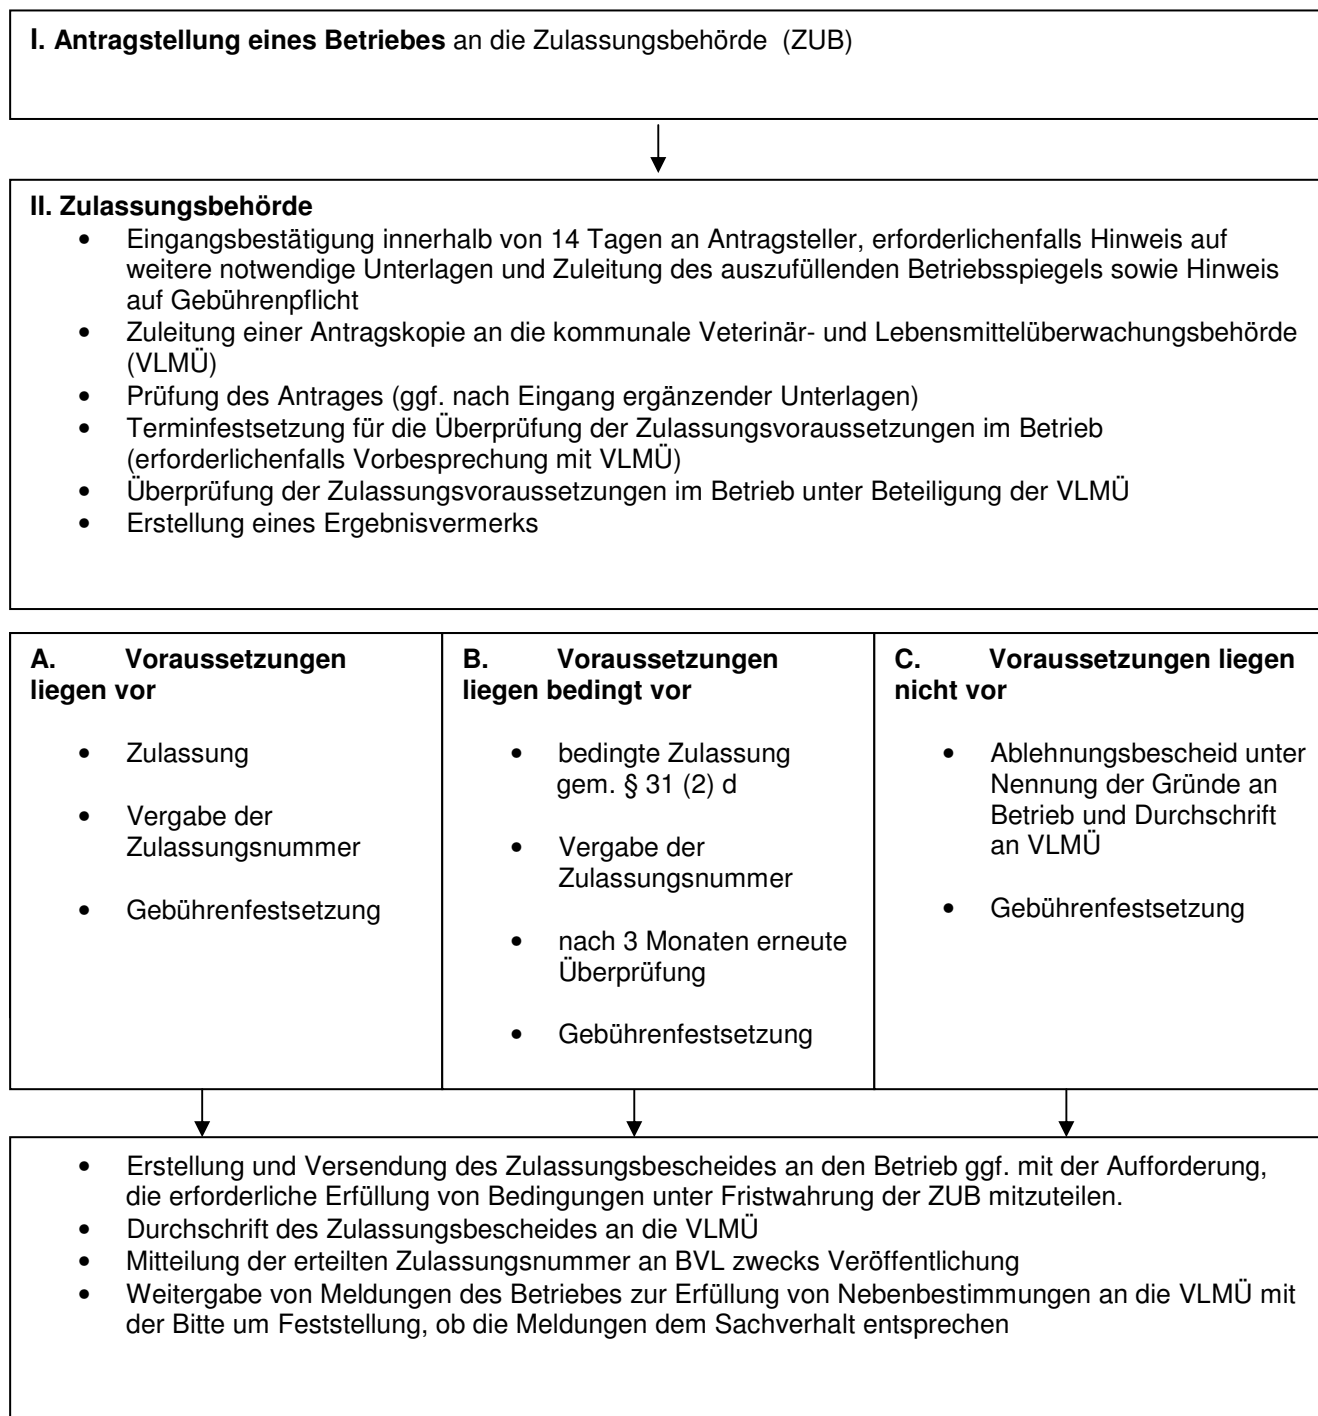 I. Antragstellung eines Betriebes an die Zulassungsbehörde (ZUB)
II. Zulassungsbehörde
• Eingangsbestätigung innerhalb von 14 Tagen an Antragsteller, erforderlichenfalls Hinweis auf
weitere notwendige Unterlagen und Zuleitung des auszufüllenden Betriebsspiegels sowie Hinweis
auf Gebührenpflicht
• Zuleitung einer Antragskopie an die kommunale Veterinär- und Lebensmittelüberwachungsbehörde
(VLMÜ)
• Prüfung des Antrages (ggf. nach Eingang ergänzender Unterlagen)
• Terminfestsetzung für die Überprüfung der Zulassungsvoraussetzungen im Betrieb
(erforderlichenfalls Vorbesprechung mit VLMÜ)
• Überprüfung der Zulassungsvoraussetzungen im Betrieb unter Beteiligung der VLMÜ
• Erstellung eines Ergebnisvermerks
A. Voraussetzungen
liegen vor
• Zulassung
• Vergabe der
Zulassungsnummer
• Gebührenfestsetzung
B. Voraussetzungen
liegen bedingt vor
• bedingte Zulassung
gem. § 31 (2) d
• Vergabe der
Zulassungsnummer
• nach 3 Monaten erneute
Überprüfung
• Gebührenfestsetzung
C. Voraussetzungen liegen
nicht vor
• Ablehnungsbescheid unter
Nennung der Gründe an
Betrieb und Durchschrift
an VLMÜ
• Gebührenfestsetzung
• Erstellung und Versendung des Zulassungsbescheides an den Betrieb ggf. mit der Aufforderung,
die erforderliche Erfüllung von Bedingungen unter Fristwahrung der ZUB mitzuteilen.
• Durchschrift des Zulassungsbescheides an die VLMÜ
• Mitteilung der erteilten Zulassungsnummer an BVL zwecks Veröffentlichung
• Weitergabe von Meldungen des Betriebes zur Erfüllung von Nebenbestimmungen an die VLMÜ mit
der Bitte um Feststellung, ob die Meldungen dem Sachverhalt entsprechen